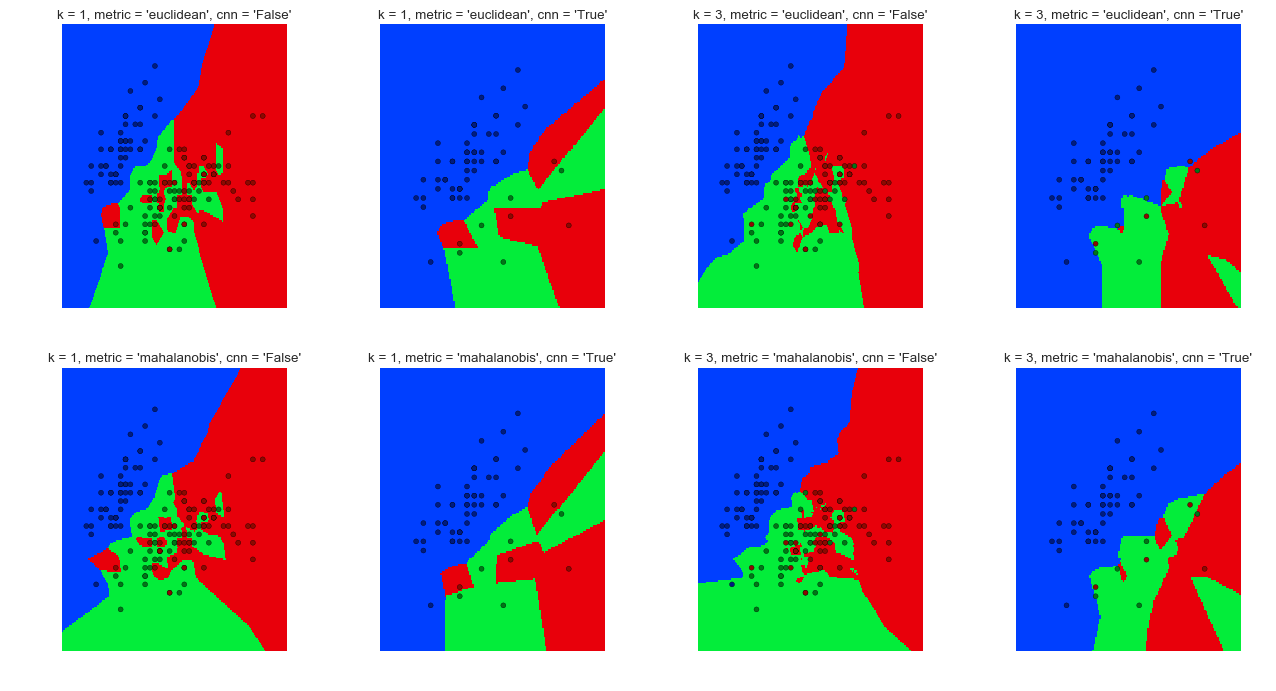 k = 1, metric = 'euclidean', cnn = 'False'
k = 1, metric = 'euclidean', cnn = 'True'
k = 3, metric = 'euclidean', cnn = 'False'
k = 3, metric = 'euclidean', cnn = 'True'
k = 1, metric = 'mahalanobis', cnn = 'False'
k = 1, metric = 'mahalanobis', cnn = 'True'
k = 3, metric = 'mahalanobis', cnn = 'False'
k = 3, metric = 'mahalanobis', cnn = 'True'